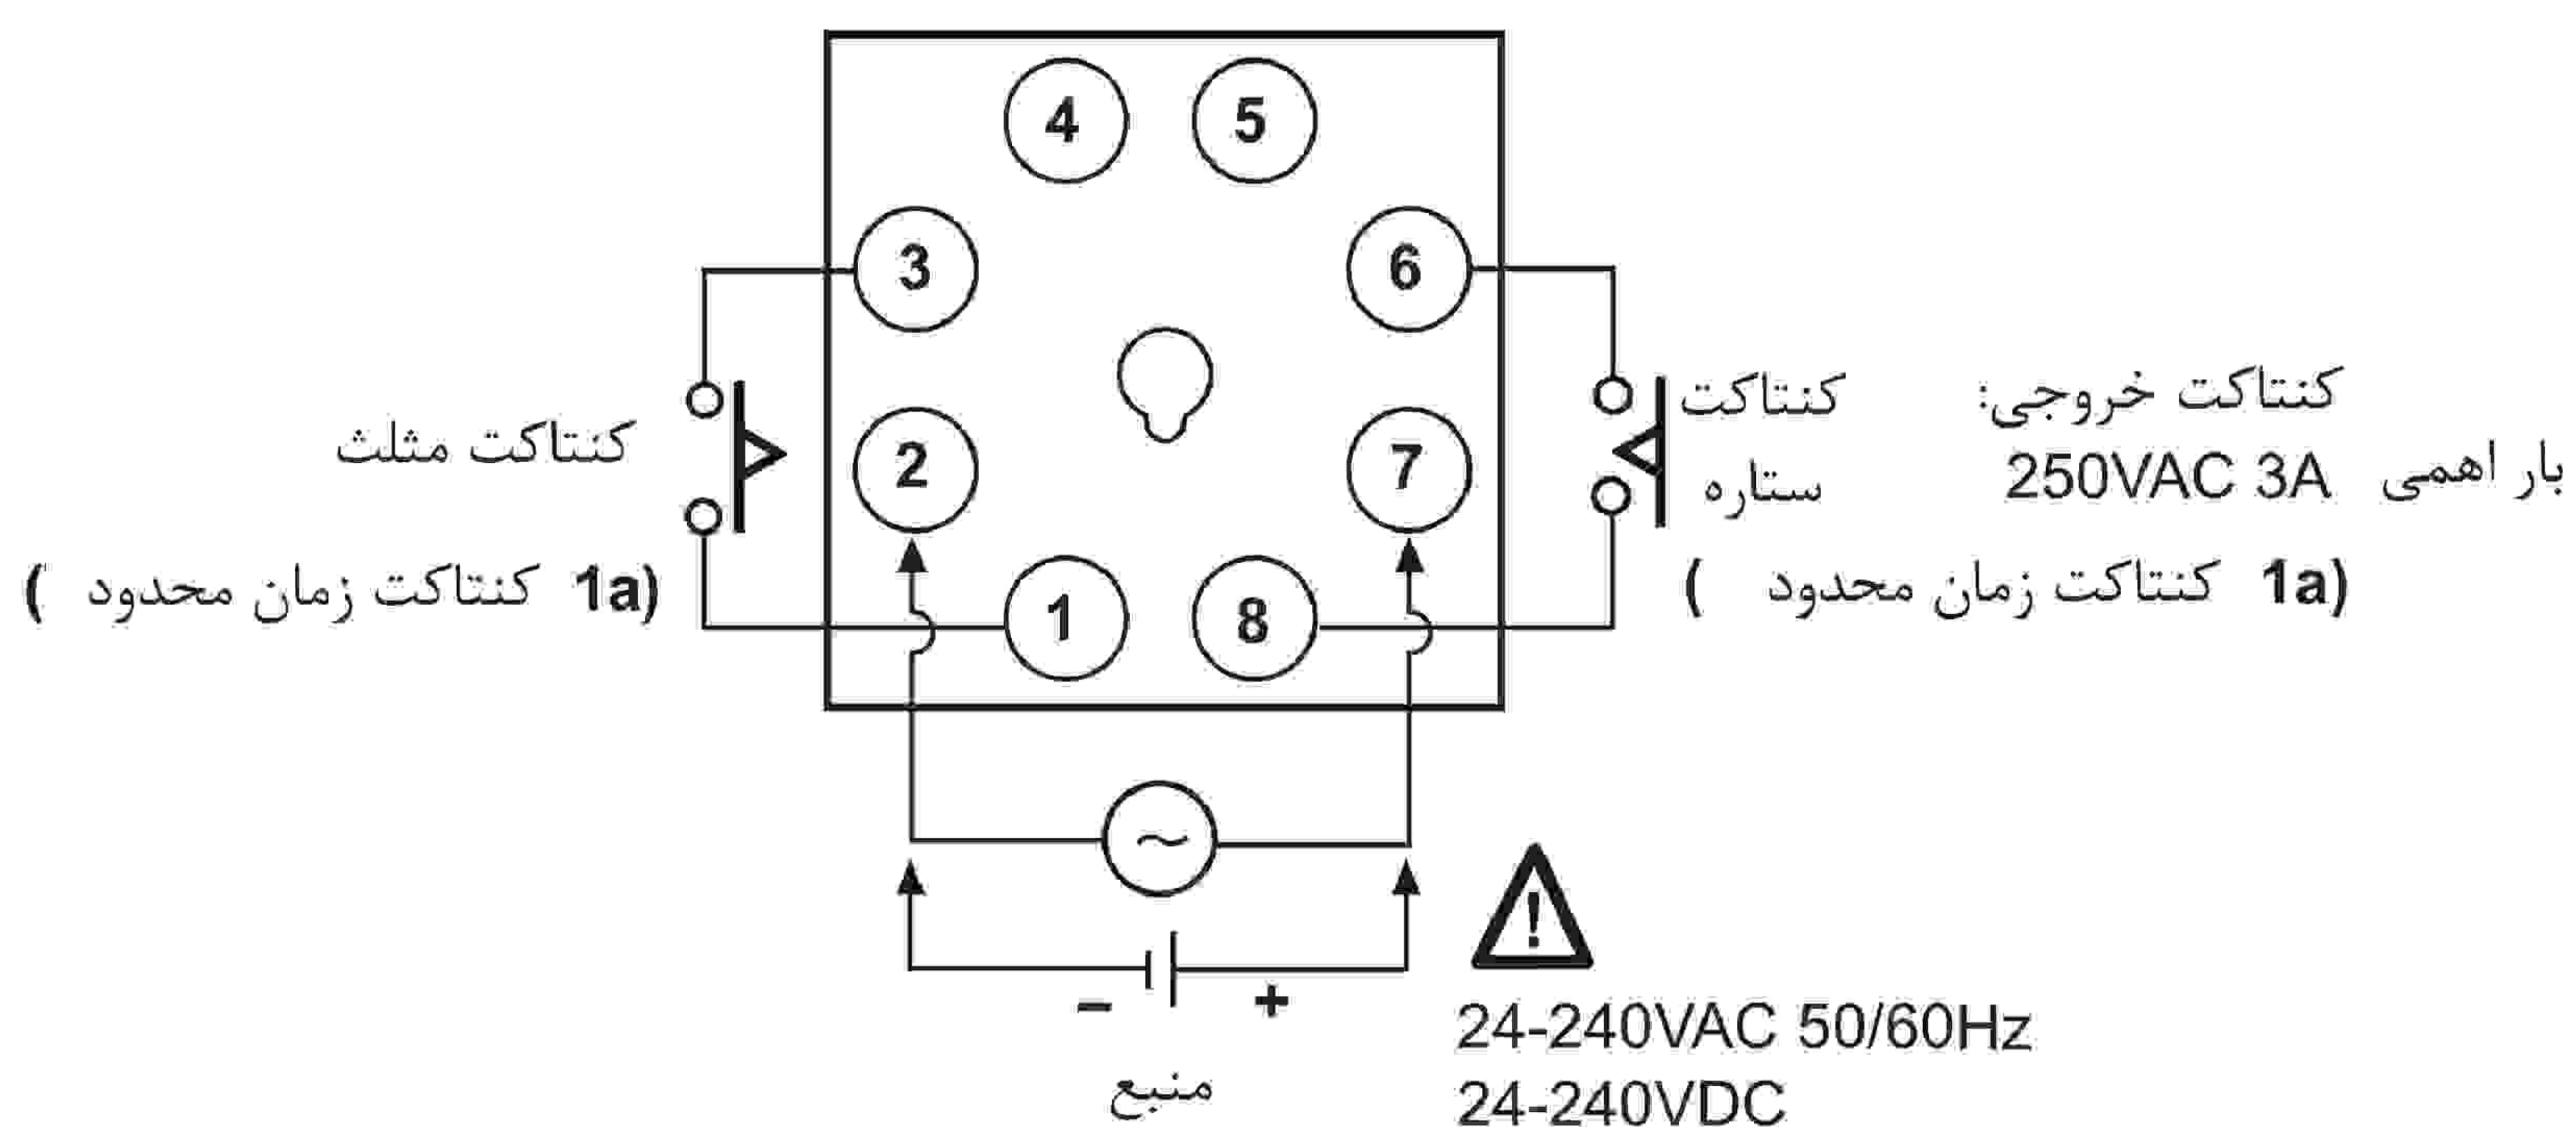 4
5
3
6
2
7
1
8
کنتاکت مثلث
(1a کنتاکت زمان محدود )
کنتاکت
ستاره
کنتاکت خروجی:
بار اهمی 250VAC 3A
(1a کنتاکت زمان محدود )
~
!
− +
منبع
24-240VAC 50/60Hz
24-240VDC